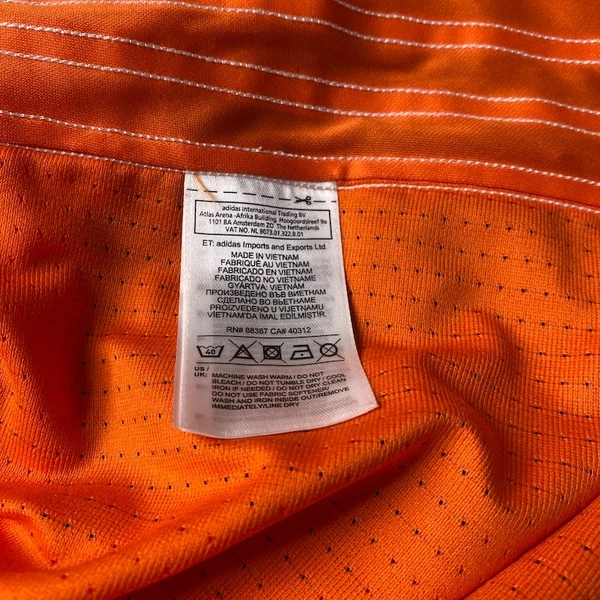 adidas International Trading BV
Atlas Arena -Afrika Building Hoogoorddreef 9a
1101 BA Amsterdam ZO The Netherlands
VAT NO. NL 8073.01.322.B.01
ET: adidas Imports and Exports Ltd
MADE IN VIETNAM
FABRIQUÉ AU VIETNAM
FABRICADO EN VIETNAM
FABRICADO NO VIETNAME
GYÁRTVA: VIETNÁM
ПРОИЗВЕДЕНО ВЪВ ВИЕТНАМ
СДЕЛАНО ВО ВЬЕТНАМЕ
PROIZVEDENO U VIJETNAMU
VİETNAM'DA İMAL EDİLMİŞTİR.
RN# 88387 CA# 40312
40
US /
UK: MACHINE WASH WARM / DO NOT
BLEACH / DO NOT TUMBLE DRY / COOL
IRON IF NEEDED / DO NOT DRY CLEAN
DO NOT USE FABRIC SOFTENER/
WASH AND IRON INSIDE OUT/REMOVE
IMMEDIATELY/LINE DRY